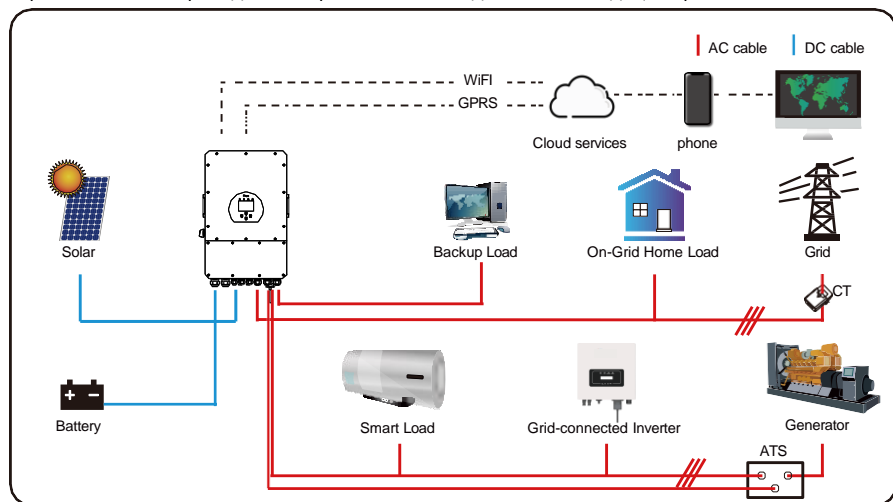 AC cable
DC cable
WiFI
GPRS
Cloud services
phone
Solar
Backup Load
On-Grid Home Load
Grid
CT
Battery
Smart Load
Grid-connected Inverter
Generator
ATS